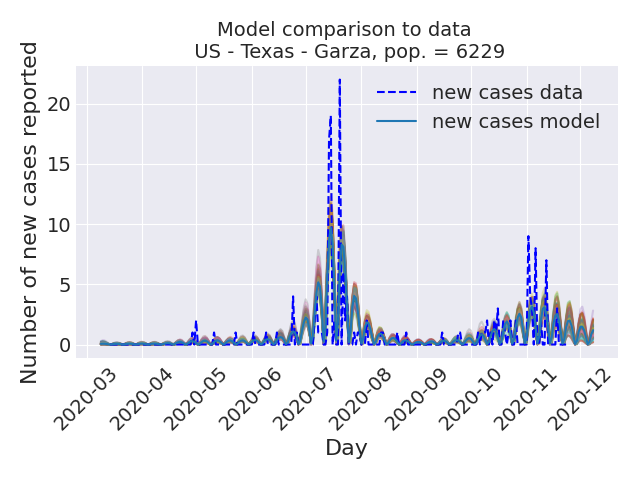 Model comparison to data
US - Texas - Garza, pop. = 6229
Number of new cases reported
20
15
10
5
0
new cases data
new cases model
2020-03
2020-04
2020-05
2020-06
2020-07
2020-08
2020-09
2020-10
2020-11
2020-12
Day